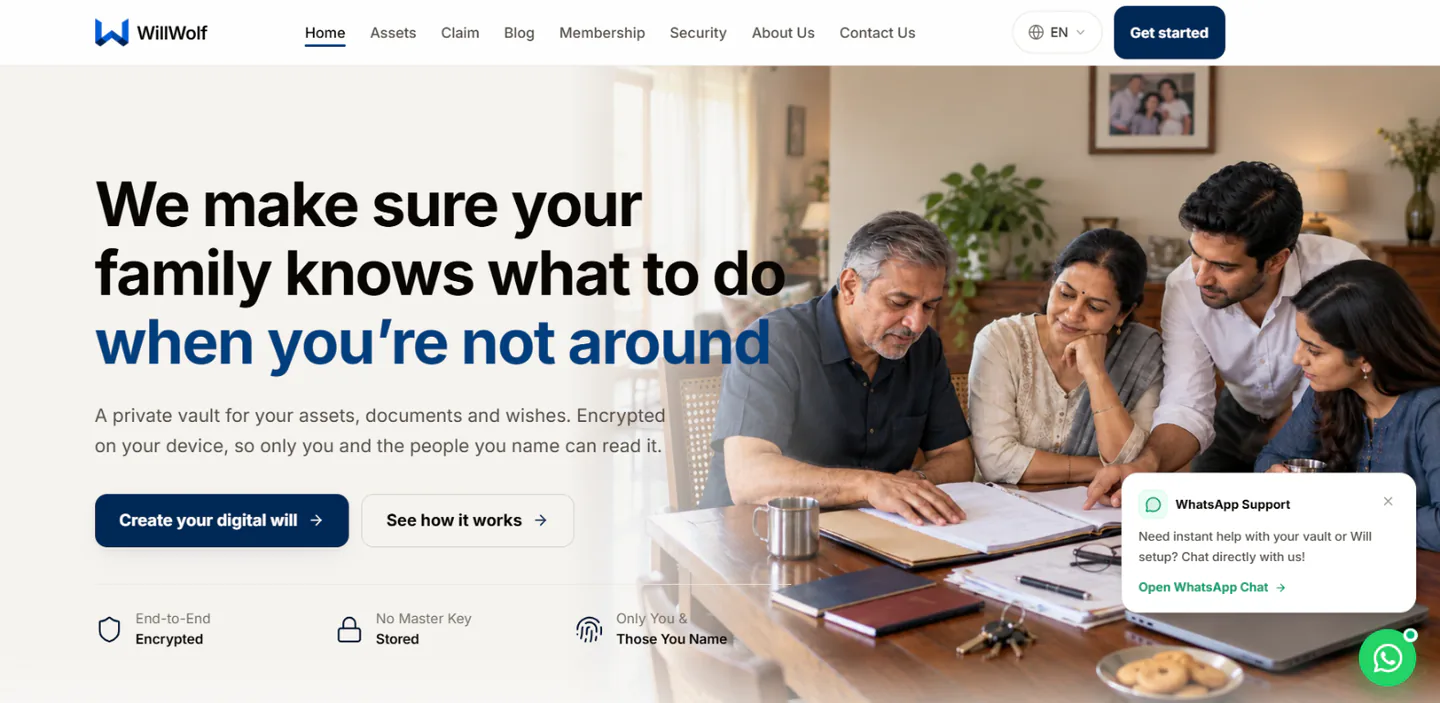 WillWolf
Home
Assets
Claim
Blog
Membership
Security
About Us
Contact Us
EN
Get started
We make sure your
family knows what to do
when you’re not around
A private vault for your assets, documents and wishes. Encrypted
on your device, so only you and the people you name can read it.
Create your digital will →
See how it works →
End-to-End
Encrypted
No Master Key
Stored
Only You &
Those You Name
WhatsApp Support
Need instant help with your vault or Will
setup? Chat directly with us!
Open WhatsApp Chat →